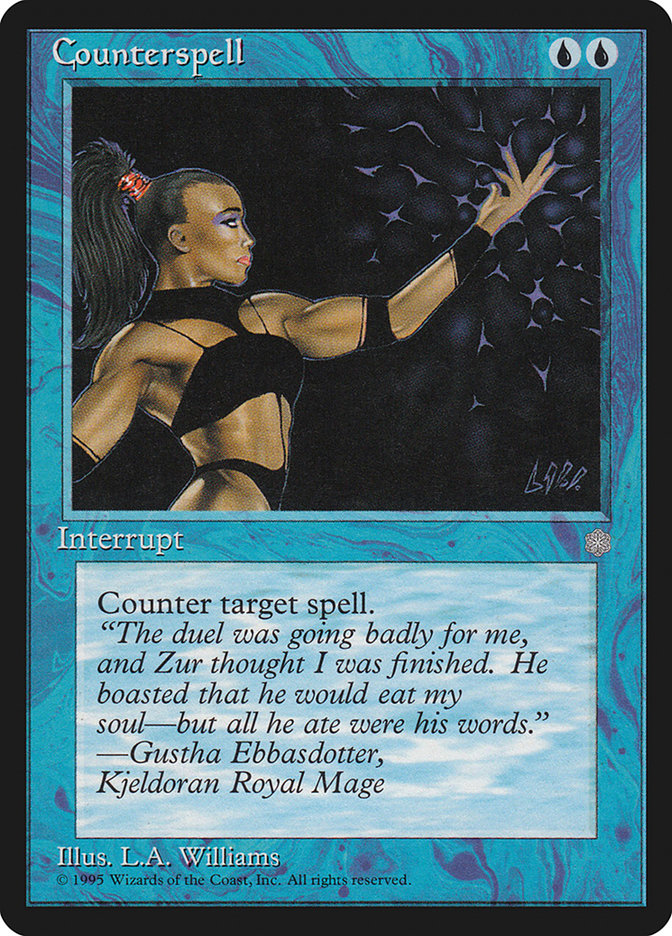 Counterspell
Interrupt
Counter target spell.
“The duel was going badly for me,
and Zur thought I was finished. He
boasted that he would eat my
soul—but all he ate were his words.”
—Gustha Ebbasdotter,
Kjeldoran Royal Mage
Illus. L.A. Williams
© 1995 Wizards of the Coast, Inc. All rights reserved.